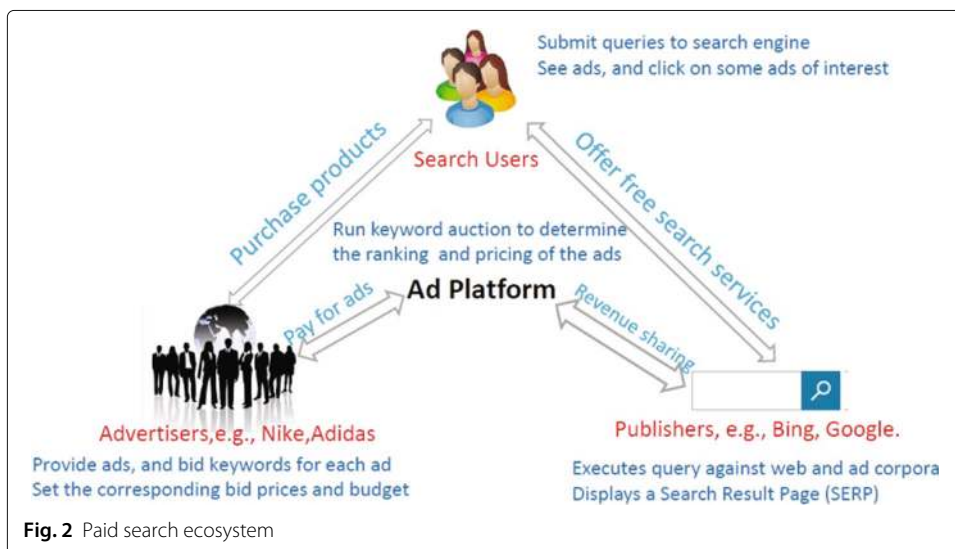 Submit queries to search engine
See ads, and click on some ads of interest
Search Users
Purchase products
Offer free search services
Run keyword auction to determine
the ranking and pricing of the ads
Ad Platform
Pay for ads
Revenue sharing
Advertisers,e.g., Nike,Adidas
Provide ads, and bid keywords for each ad
Set the corresponding bid prices and budget
Publishers, e.g., Bing, Google.
Executes query against web and ad corpora
Displays a Search Result Page (SERP)
Fig. 2 Paid search ecosystem